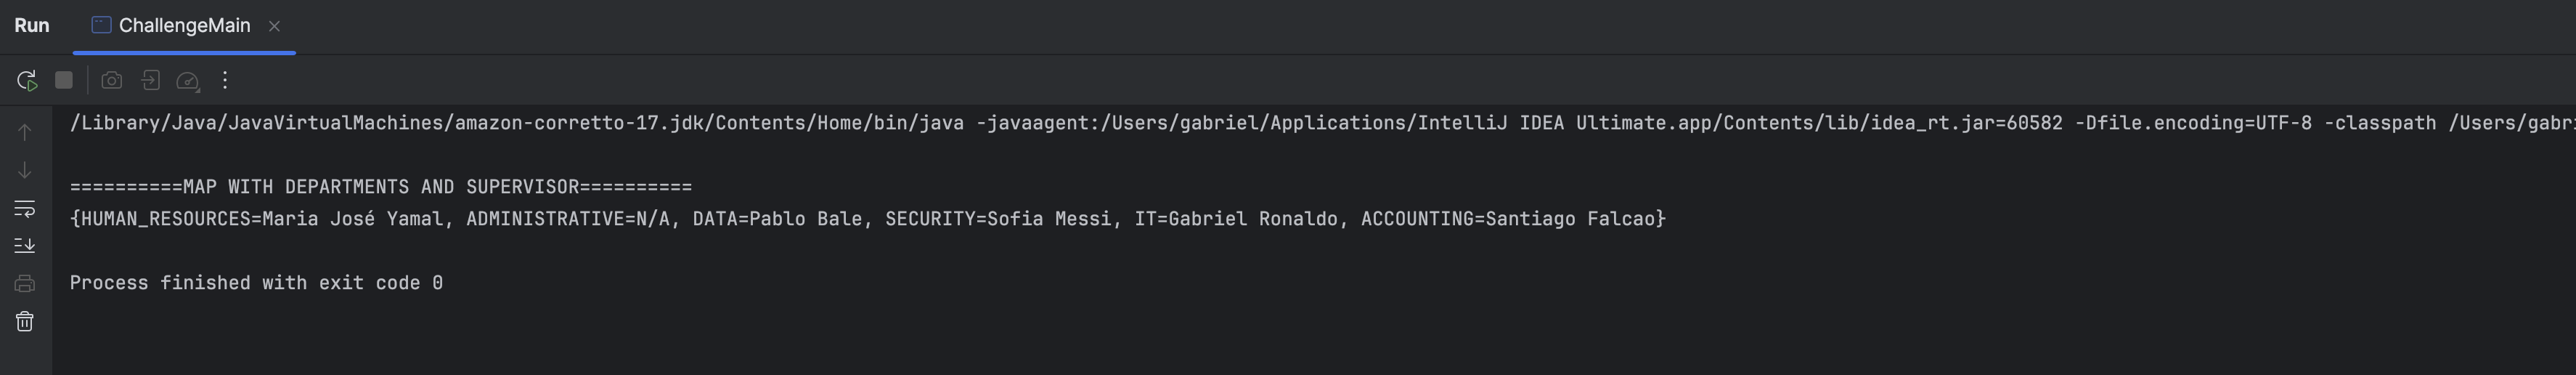 Run ChallengeMain
/Library/Java/JavaVirtualMachines/amazon-corretto-17.jdk/Contents/Home/bin/java -javaagent:/Users/gabriel/Applications/IntelliJ IDEA Ultimate.app/Contents/lib/idea_rt.jar=60582 -Dfile.encoding=UTF-8 -classpath /Users/gabr
==========MAP WITH DEPARTMENTS AND SUPERVISOR==========
{HUMAN_RESOURCES=Maria José Yamal, ADMINISTRATIVE=N/A, DATA=Pablo Bale, SECURITY=Sofia Messi, IT=Gabriel Ronaldo, ACCOUNTING=Santiago Falcao}
Process finished with exit code 0